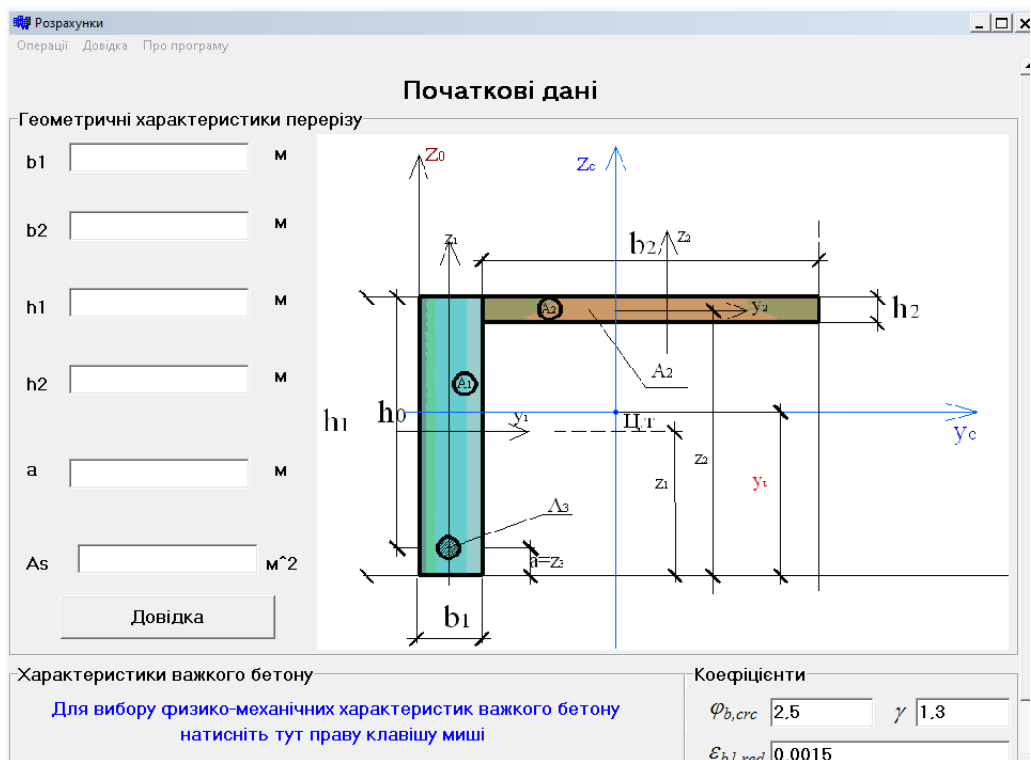 Розрахунки
Операції Довідка Про програму
Початкові дані
Геометричні характеристики перерізу
b1 м
b2 м
h1 м
h2 м
a м
As м^2
Довідка
Z0 Zc
z1 b2 z2
A2 y2 h2
A1 A2
h1 h0 y1 Ц.т yc
z1 z2 y1
A3
a=z3
b1
Характеристики важкого бетону
Для вибору физико-механічних характеристик важкого бетону
натисніть тут праву клавішу миші
Коефіцієнти
φb,crc 2,5 γ 1,3
εb1,red 0,0015